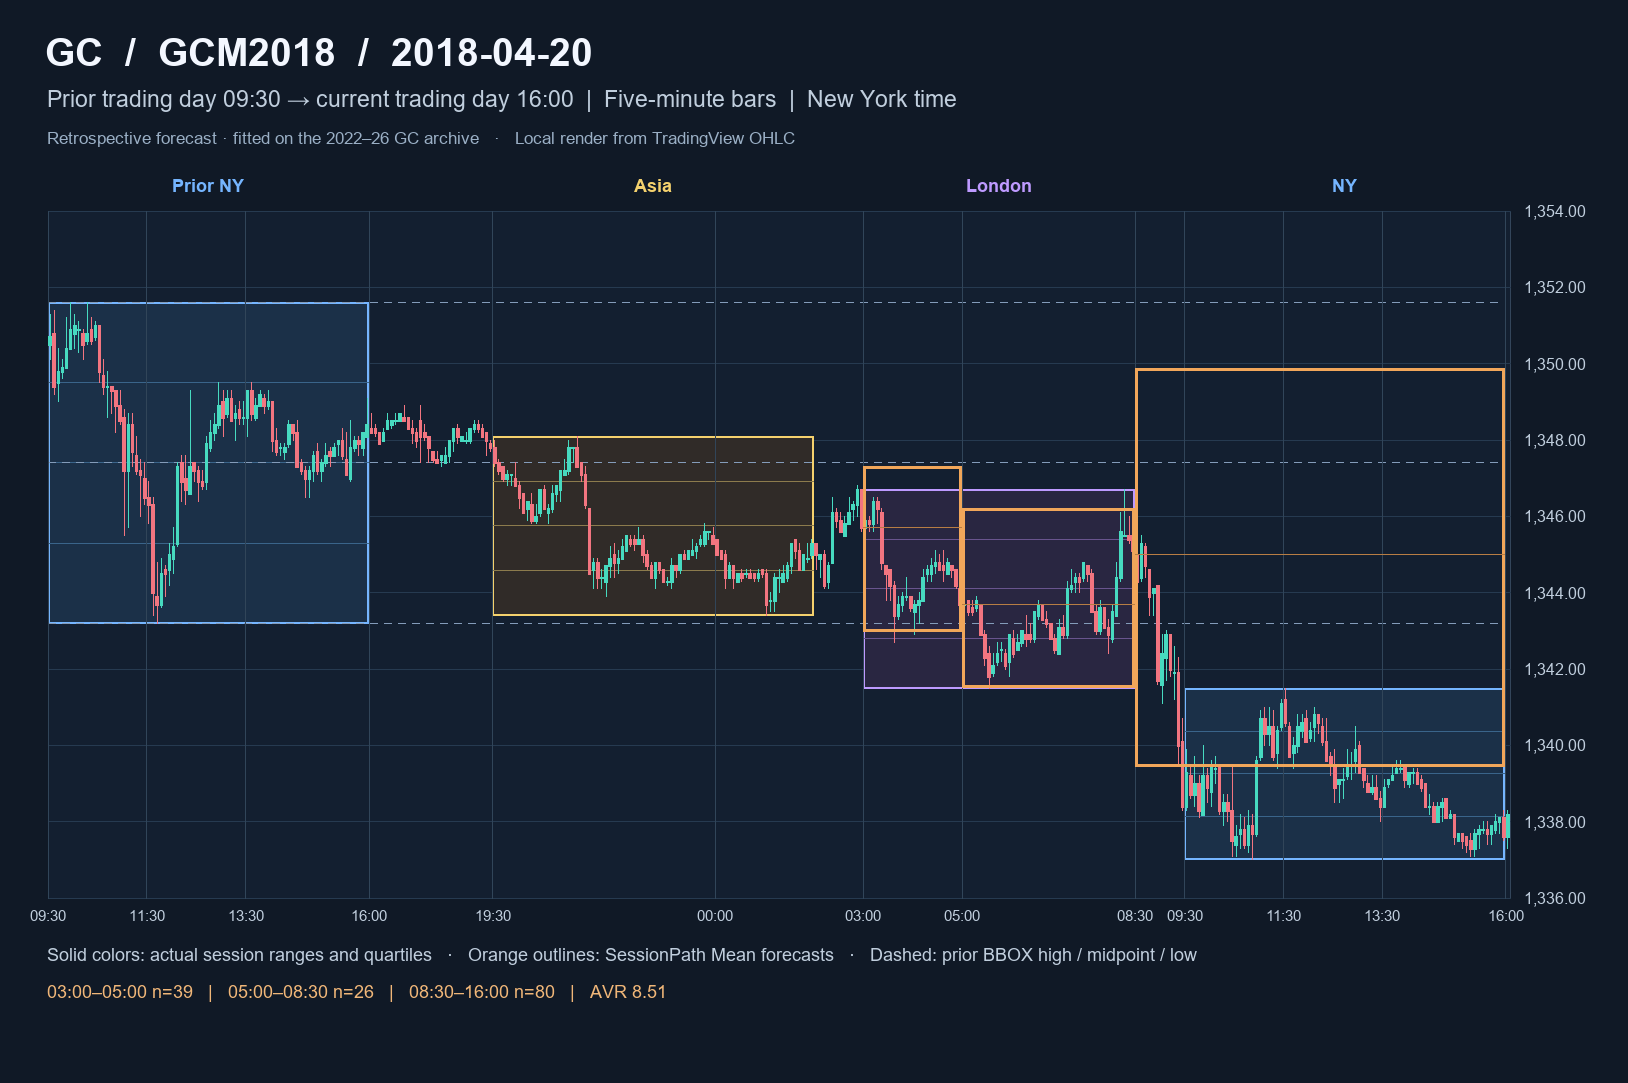 GC / GCM2018 / 2018-04-20
Prior trading day 09:30 → current trading day 16:00 | Five-minute bars | New York time
Retrospective forecast · fitted on the 2022–26 GC archive · Local render from TradingView OHLC
Prior NY Asia London NY
1,354.00
1,352.00
1,350.00
1,348.00
1,346.00
1,344.00
1,342.00
1,340.00
1,338.00
1,336.00
09:30 11:30 13:30 16:00 19:30 00:00 03:00 05:00 08:30 09:30 11:30 13:30 16:00
Solid colors: actual session ranges and quartiles · Orange outlines: SessionPath Mean forecasts · Dashed: prior BBOX high / midpoint / low
03:00–05:00 n=39 | 05:00–08:30 n=26 | 08:30–16:00 n=80 | AVR 8.51